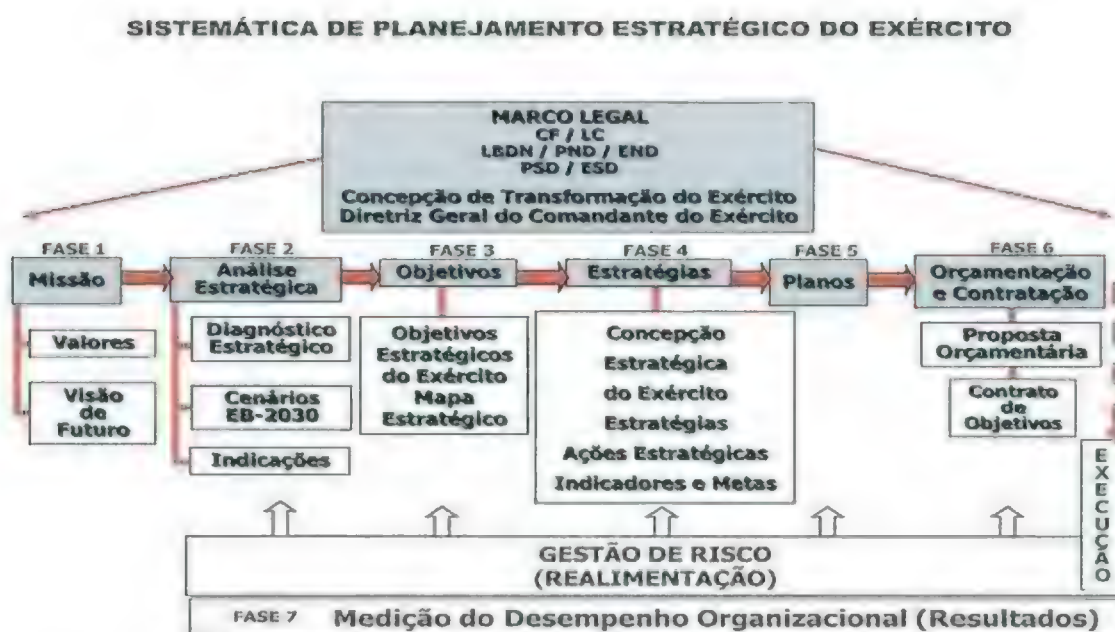 SISTEMÁTICA DE PLANEJAMENTO ESTRATÉGICO DO EXÉRCITO
MARCO LEGAL
CF / LC
LBDN / PND / END
PSD / ESD
Concepção de Transformação do Exército
Diretriz Geral do Comandante do Exército
FASE 1
Missão
Valores
Visão
de
Futuro
FASE 2
Análise
Estratégica
Diagnóstico
Estratégico
Cenários
EB-2030
Indicações
FASE 3
Objetivos
Objetivos
Estratégicos
do Exército
Mapa
Estratégico
FASE 4
Estratégias
Concepção
Estratégica
do Exército
Estratégias
Ações Estratégicas
Indicadores e Metas
FASE 5
Planos
FASE 6
Orçamentação
e Contratação
Proposta
Orçamentária
Contrato
de
Objetivos
EXECUÇÃO
GESTÃO DE RISCO
(REALIMENTAÇÃO)
FASE 7 Medição do Desempenho Organizacional (Resultados)